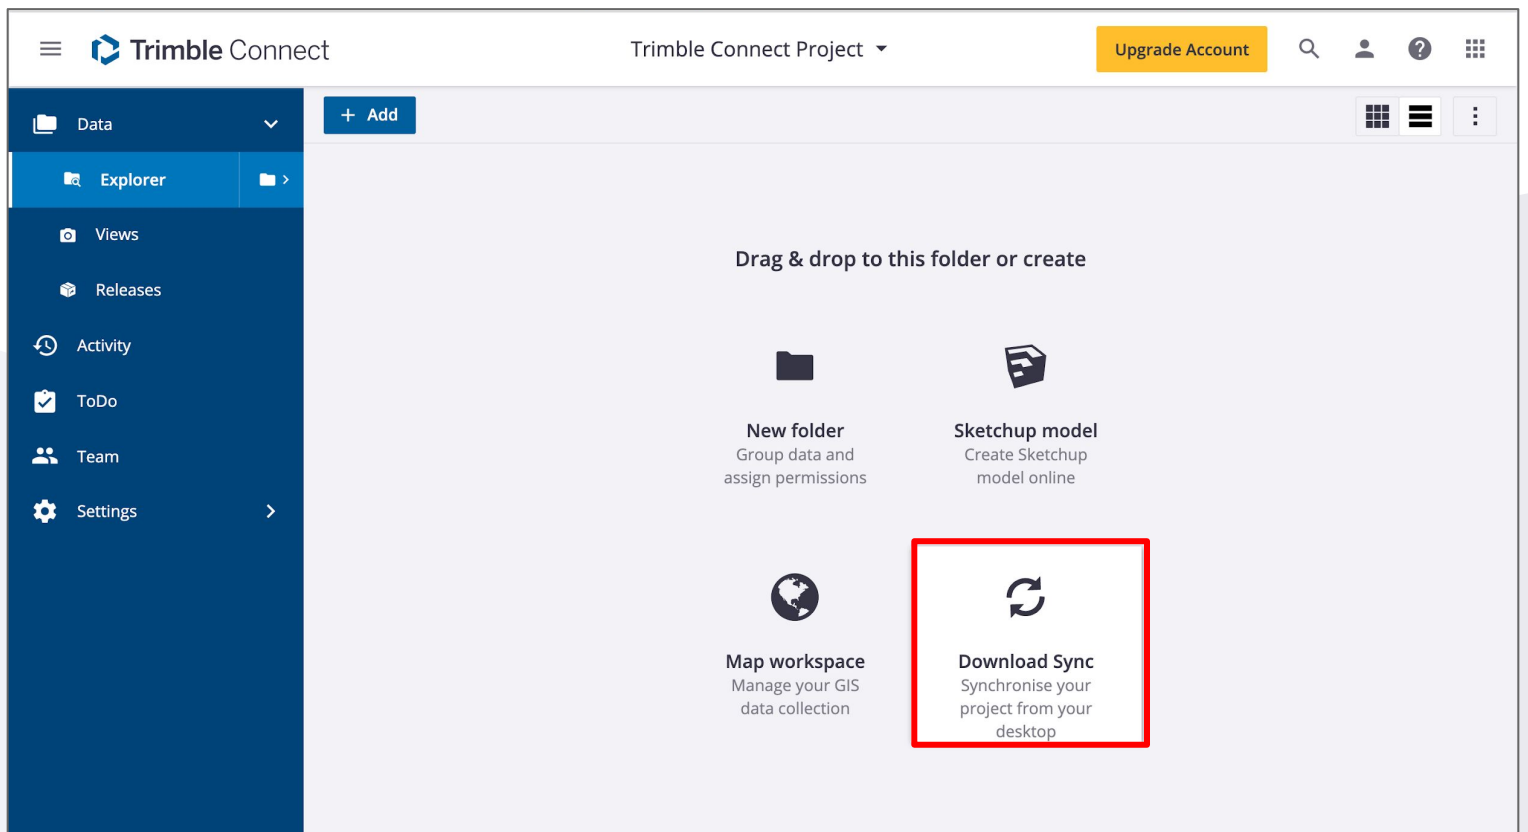 Trimble Connect
Trimble Connect Project
Upgrade Account
Data
+ Add
Explorer
Views
Releases
Activity
ToDo
Team
Settings
Drag & drop to this folder or create
New folder
Group data and
assign permissions
Sketchup model
Create Sketchup
model online
Map workspace
Manage your GIS
data collection
Download Sync
Synchronise your
project from your
desktop